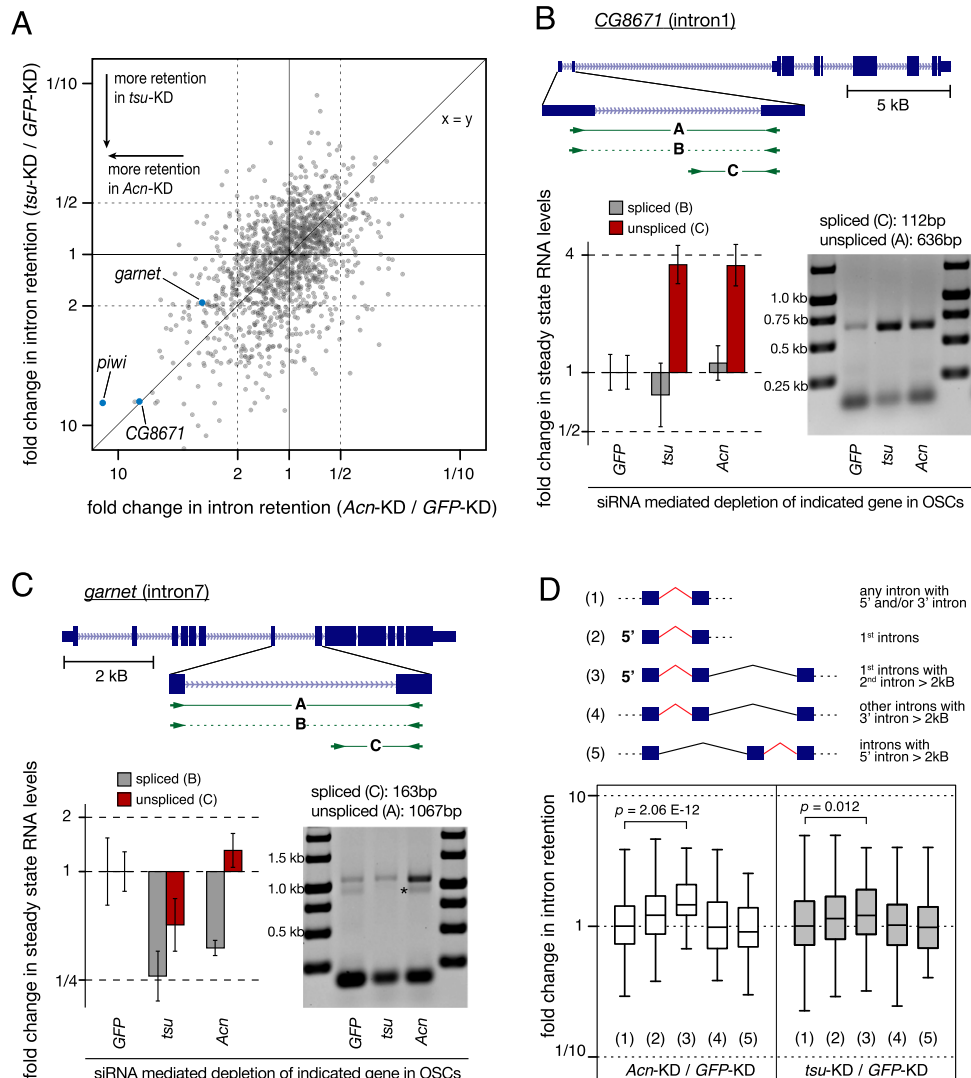 A
fold change in intron retention (tsu-KD / GFP-KD)
1/10
1/2
1
2
10
more retention
in tsu-KD
more retention
in Acn-KD
x = y
garnet
piwi
CG8671
10
2
1
1/2
1/10
fold change in intron retention (Acn-KD / GFP-KD)
B
CG8671 (intron1)
5 kB
A
B
C
spliced (B)
unspliced (C)
fold change in steady state RNA levels
4
1
1/2
GFP
tsu
Acn
spliced (C): 112bp
unspliced (A): 636bp
1.0 kb
0.75 kb
0.5 kb
0.25 kb
GFP
tsu
Acn
siRNA mediated depletion of indicated gene in OSCs
C
garnet (intron7)
2 kB
A
B
C
spliced (B)
unspliced (C)
fold change in steady state RNA levels
2
1
1/4
GFP
tsu
Acn
spliced (C): 163bp
unspliced (A): 1067bp
1.5 kb
1.0 kb
0.5 kb
*
GFP
tsu
Acn
siRNA mediated depletion of indicated gene in OSCs
D
(1)
any intron with
5' and/or 3' intron
(2) 5'
1st introns
(3) 5'
1st introns with
2nd intron > 2kB
(4)
other introns with
3' intron > 2kB
(5)
introns with
5' intron > 2kB
fold change in intron retention
10
1
1/10
p = 2.06 E-12
p = 0.012
(1) (2) (3) (4) (5)
(1) (2) (3) (4) (5)
Acn-KD / GFP-KD
tsu-KD / GFP-KD